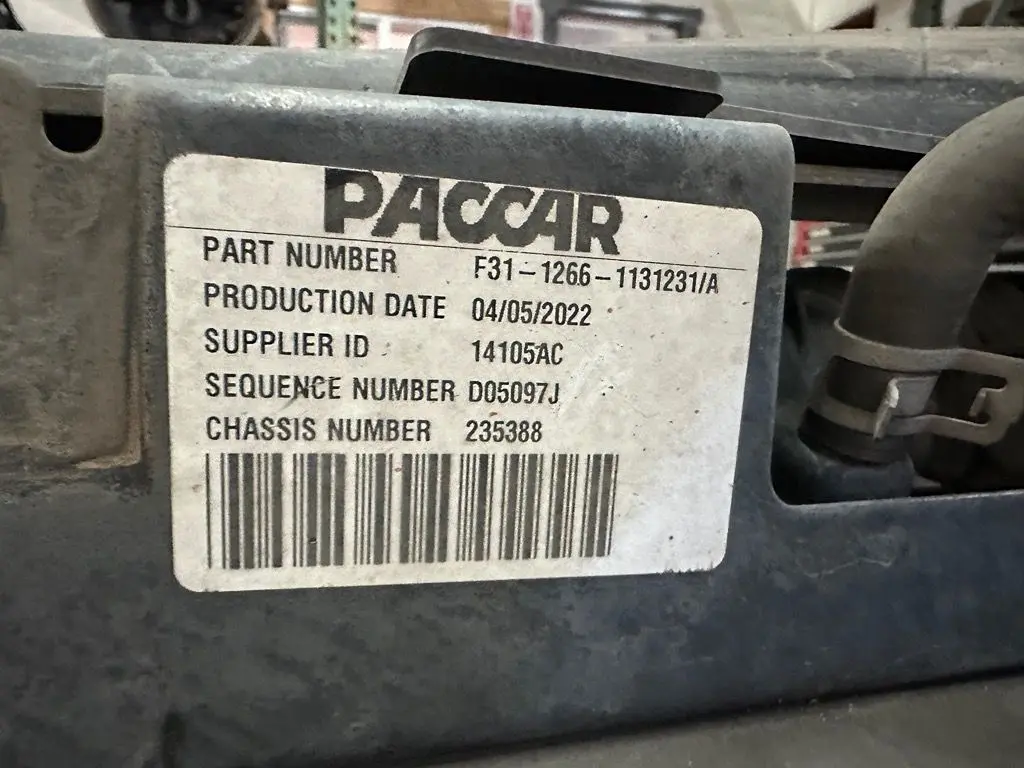 PACCAR
PART NUMBER F31-1266-1131231/A
PRODUCTION DATE 04/05/2022
SUPPLIER ID 14105AC
SEQUENCE NUMBER D05097J
CHASSIS NUMBER 235388